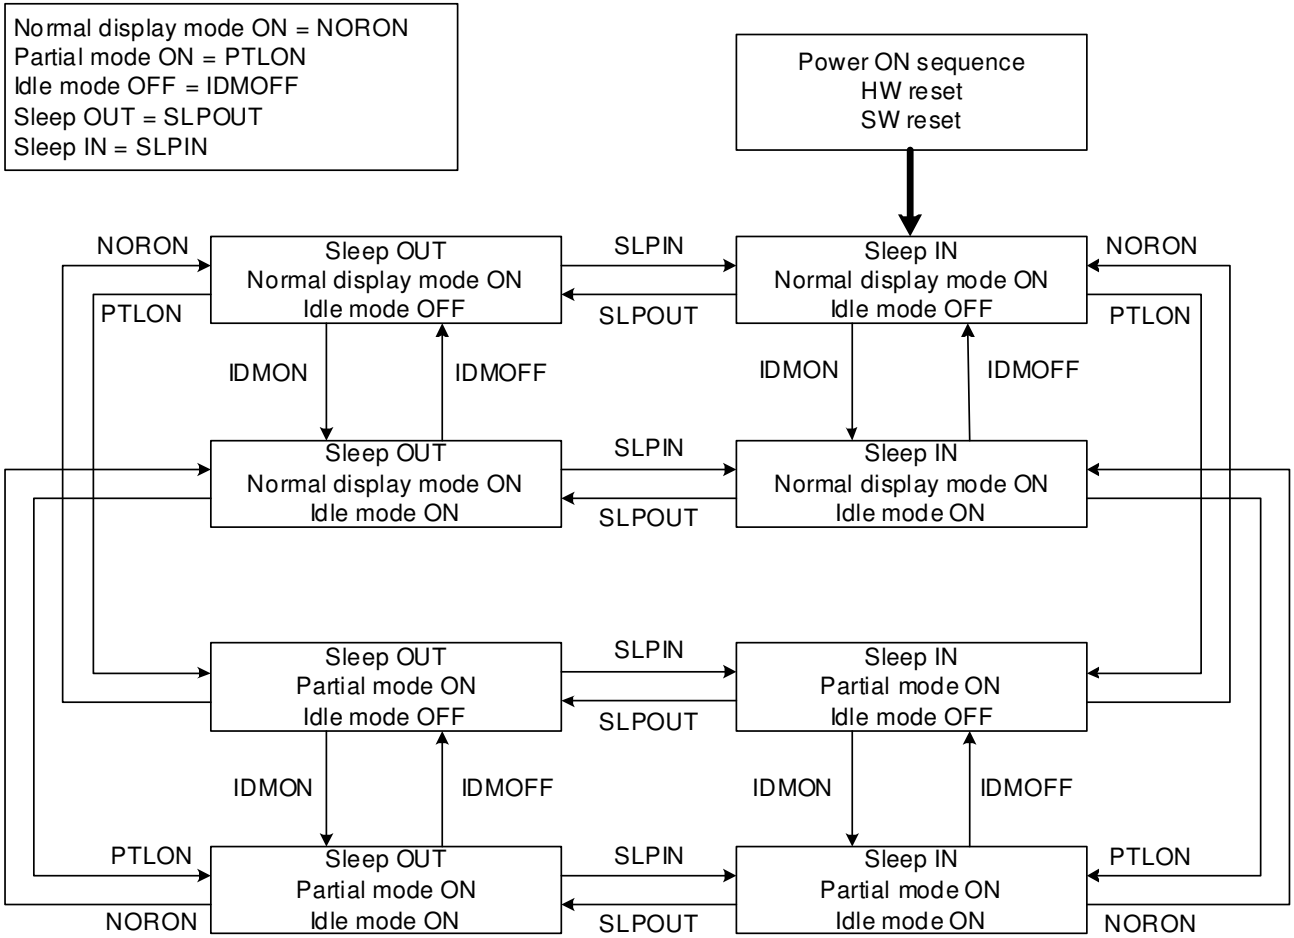 Normal display mode ON = NORON
Partial mode ON = PTLON
Idle mode OFF = IDMOFF
Sleep OUT = SLPOUT
Sleep IN = SLPIN
Power ON sequence
HW reset
SW reset
NORON
Sleep OUT
Normal display mode ON
Idle mode OFF
SLPIN
SLPOUT
Sleep IN
Normal display mode ON
Idle mode OFF
NORON
PTLON
PTLON
IDMON
IDMOFF
IDMON
IDMOFF
Sleep OUT
Normal display mode ON
Idle mode ON
SLPIN
SLPOUT
Sleep IN
Normal display mode ON
Idle mode ON
Sleep OUT
Partial mode ON
Idle mode OFF
SLPIN
SLPOUT
Sleep IN
Partial mode ON
Idle mode OFF
IDMON
IDMOFF
IDMON
IDMOFF
PTLON
NORON
Sleep OUT
Partial mode ON
Idle mode ON
SLPIN
SLPOUT
Sleep IN
Partial mode ON
Idle mode ON
PTLON
NORON